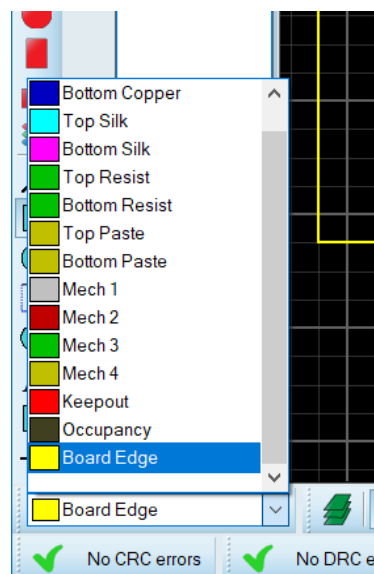 Bottom Copper
Top Silk
Bottom Silk
Top Resist
Bottom Resist
Top Paste
Bottom Paste
Mech 1
Mech 2
Mech 3
Mech 4
Keepout
Occupancy
Board Edge
Board Edge
No CRC errors
No DRC e